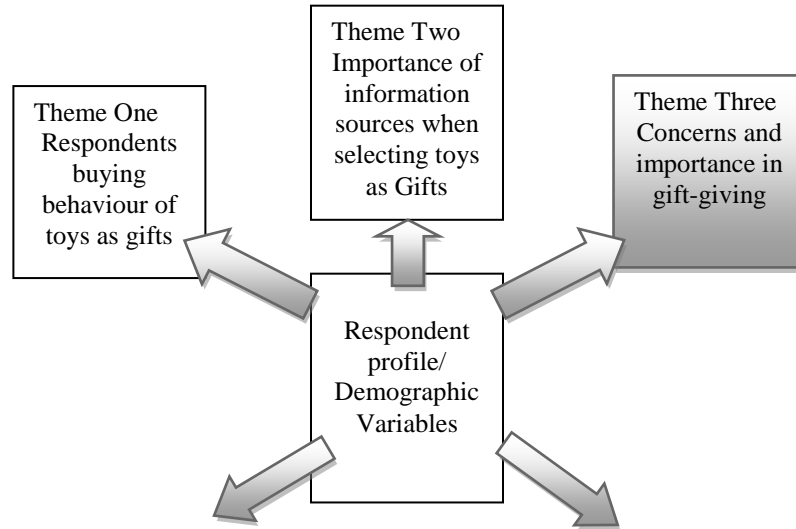 Theme One
Respondents
buying
behaviour of
toys as gifts
Theme Two
Importance of
information
sources when
selecting toys
as Gifts
Theme Three
Concerns and
importance in
gift-giving
Respondent
profile/
Demographic
Variables